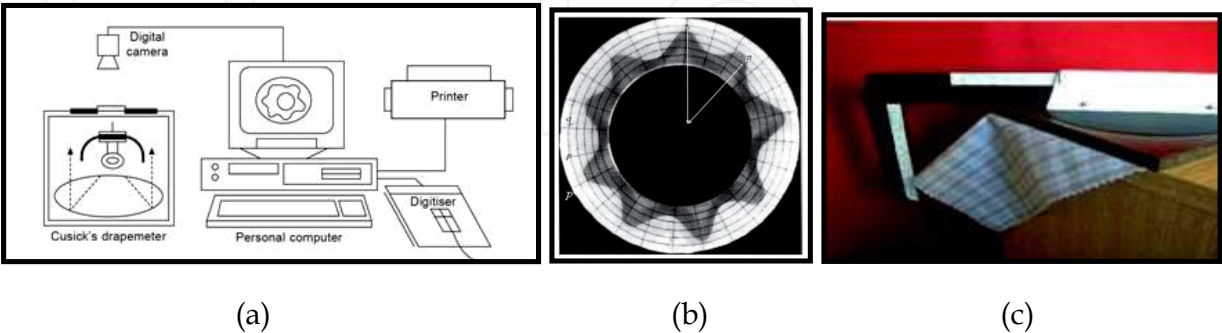 Digital
camera
Printer
Digitiser
Cusick's drapemeter
Personal computer
q
p
(a)
(b)
(c)